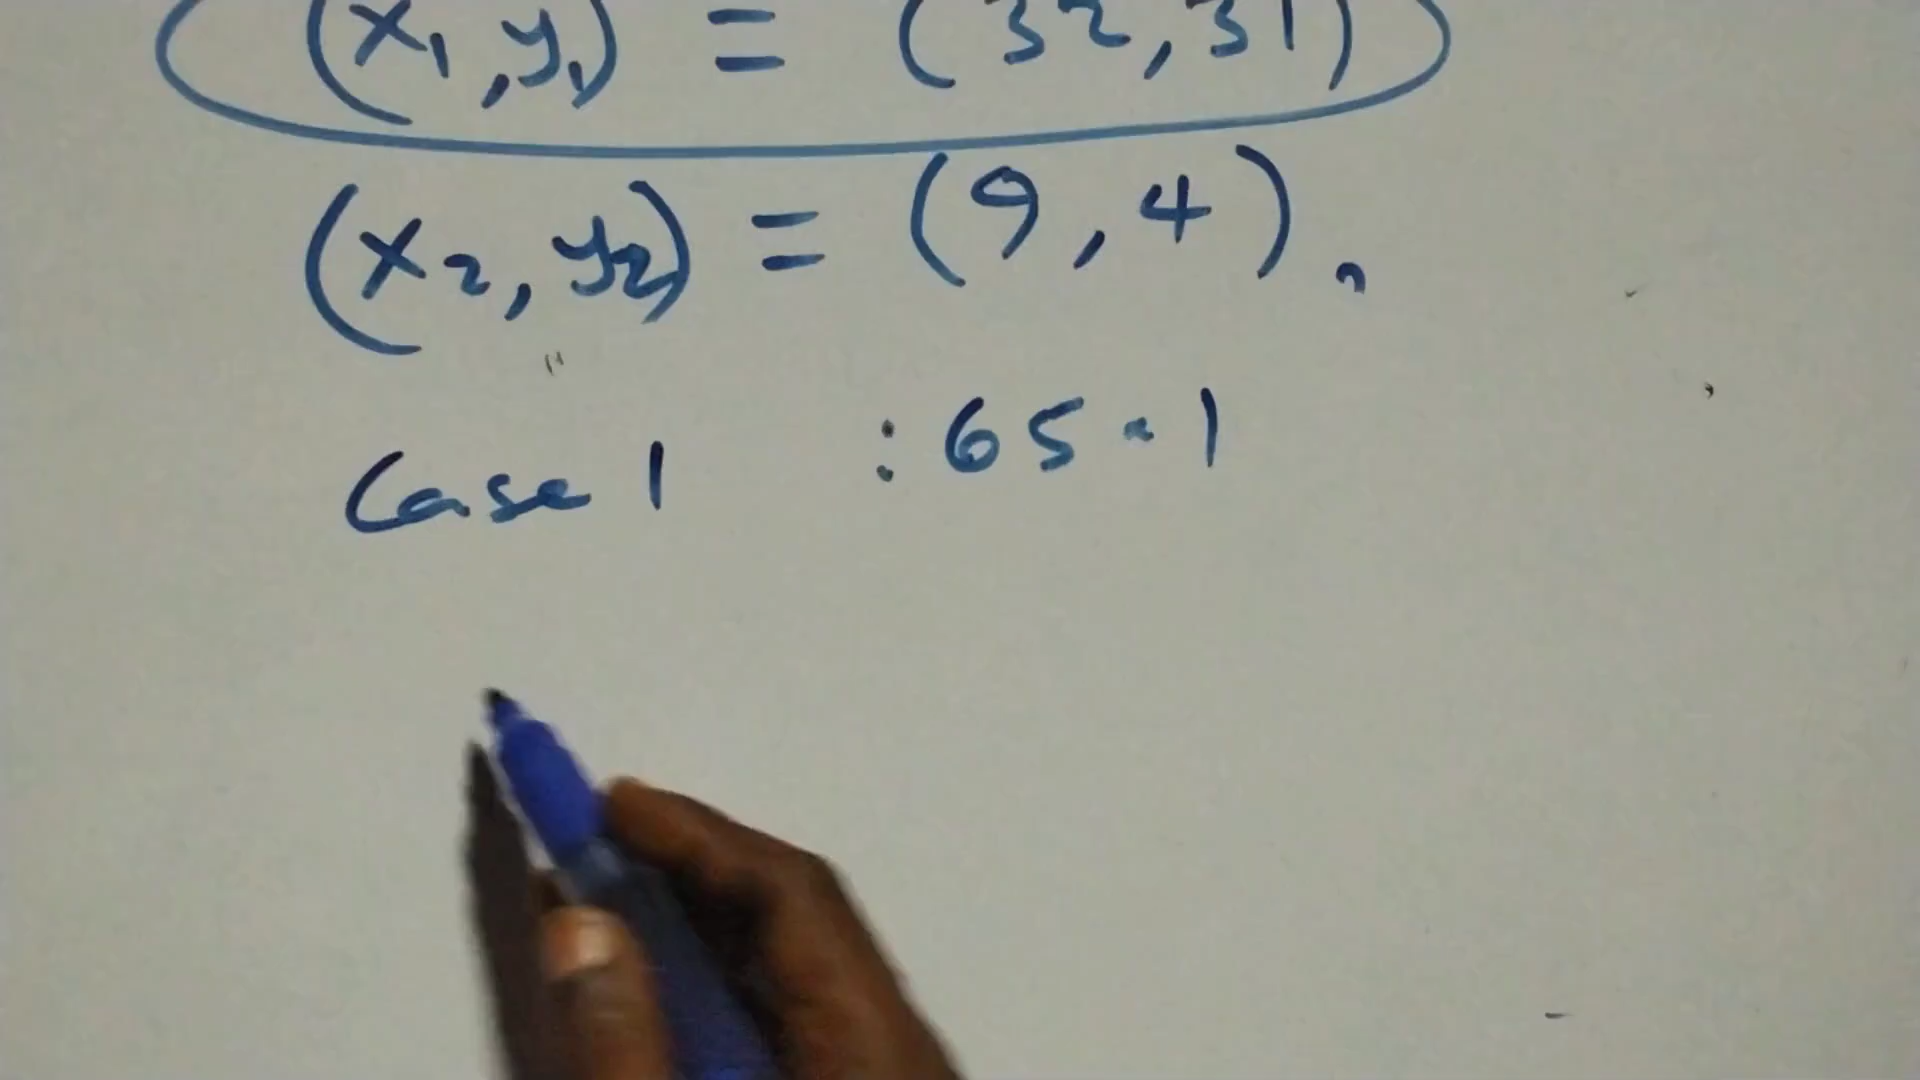 (x₁,y₁) = (32,31)
(x₂,y₂) = (9,4).
Case 1 : 65·1